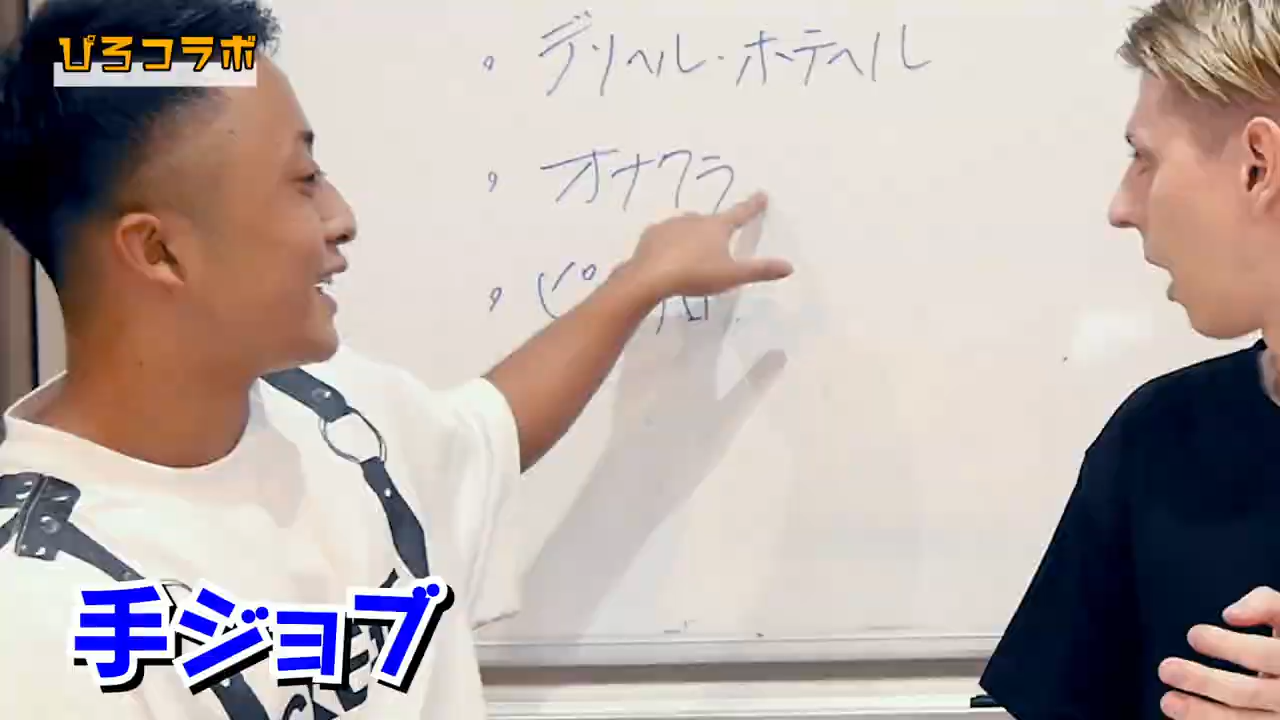 ぴろコラボ
・デリヘル・ホテヘル
・オナクラ
手ジョブ